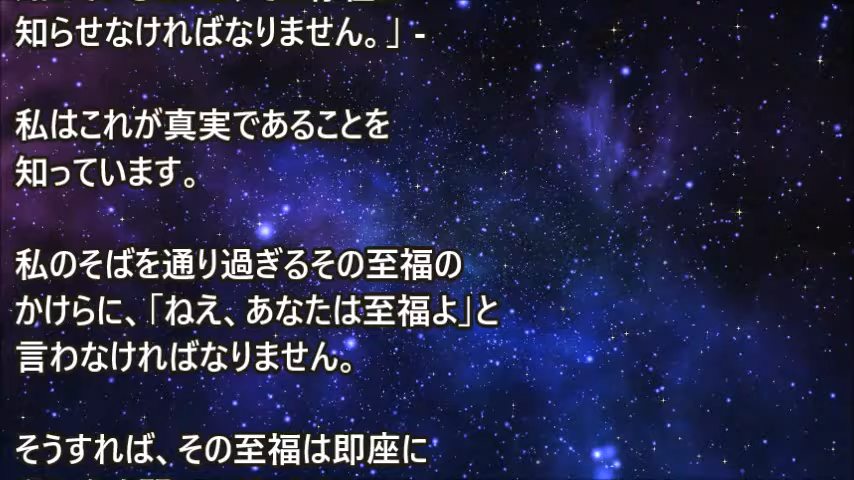 知らせなければなりません。」 -
私はこれが真実であることを
知っています。
私のそばを通り過ぎるその至福の
かけらに、「ねえ、あなたは至福よ」と
言わなければなりません。
そうすれば、その至福は即座に